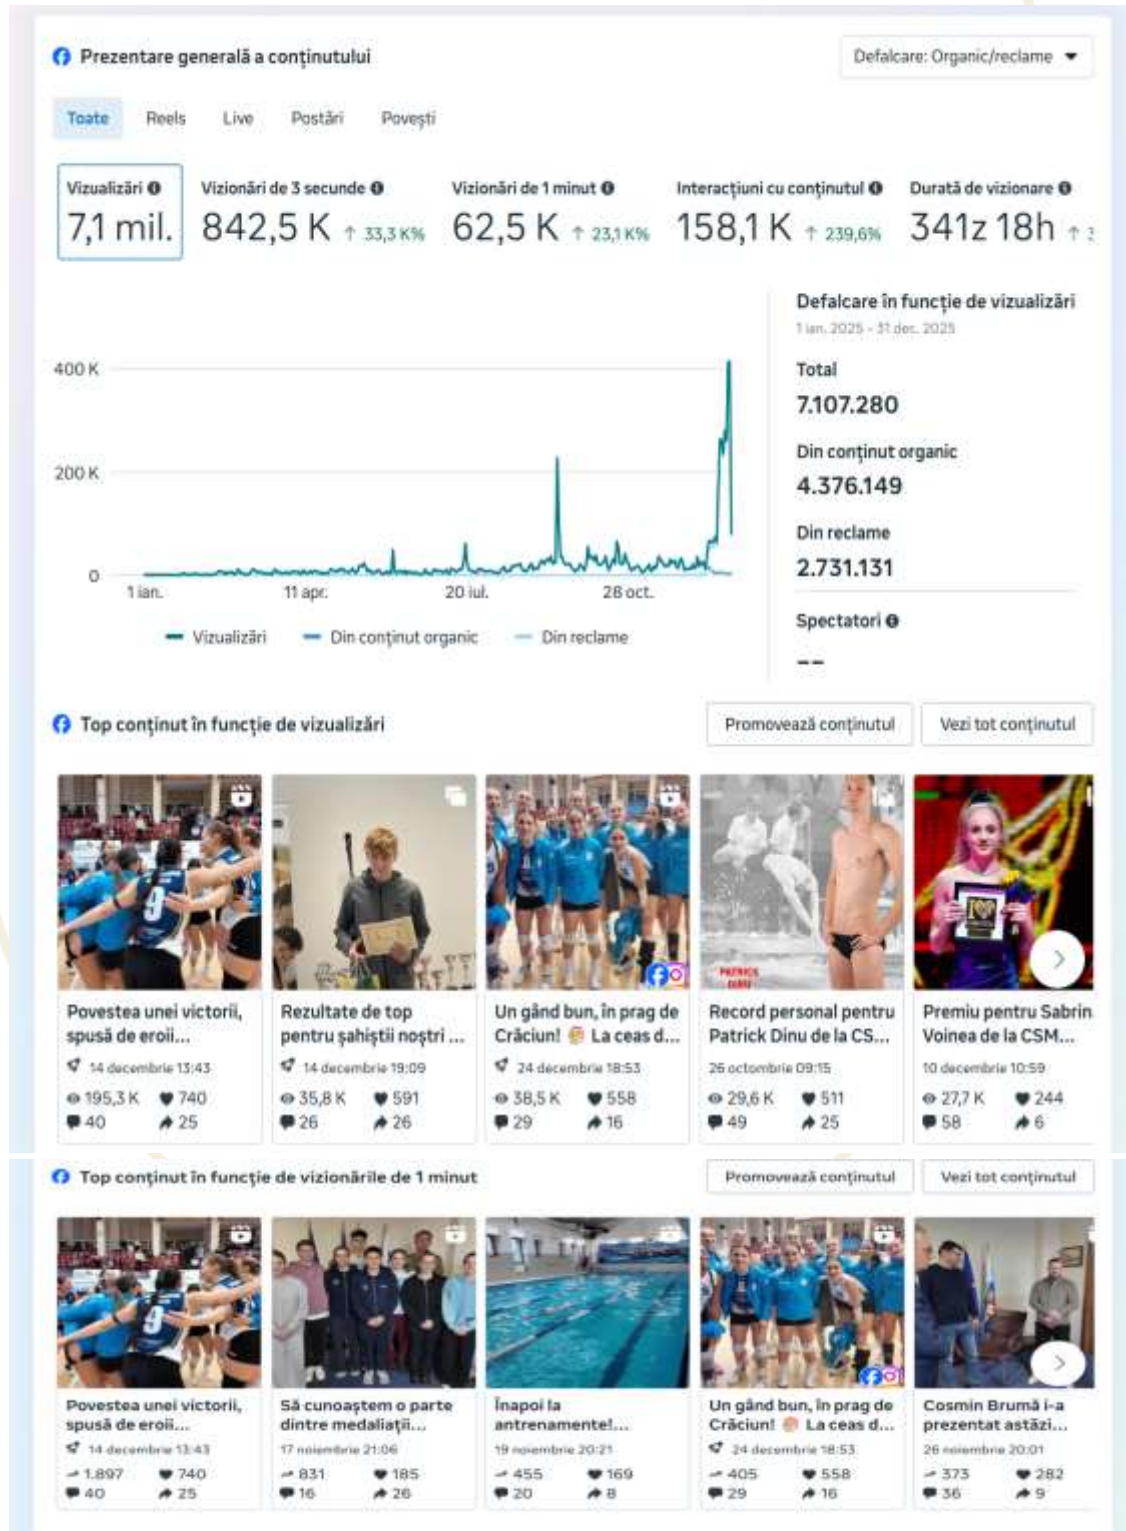 Prezentare generală a conținutului
Defalcare: Organic/reclame
Toate Reels Live Postări Povești
Vizualizări Vizionări de 3 secunde Vizionări de 1 minut Interacțiuni cu conținutul Durată de vizionare
7,1 mil. 842,5 K ↑ 33,3 K% 62,5 K ↑ 23,1 K% 158,1 K ↑ 239,6% 341z 18h ↑
Defalcare în funcție de vizualizări
1 ian. 2025 - 31 dec. 2025
Total
7.107.280
Din conținut organic
4.376.149
Din reclame
2.731.131
Spectatori
--
400 K
200 K
0
1 ian. 11 apr. 20 iul. 28 oct.
Vizualizări Din conținut organic Din reclame
Top conținut în funcție de vizualizări
Promovează conținutul Vezi tot conținutul
9
PATRICK
DINU
Povestea unei victorii,
spusă de eroii...
14 decembrie 13:43
195,3 K 740
40 25
Rezultate de top
pentru șahiștii noștri ...
14 decembrie 19:09
35,8 K 591
26 26
Un gând bun, în prag de
Crăciun! 🎅 La ceas d...
24 decembrie 18:53
38,5 K 558
29 16
Record personal pentru
Patrick Dinu de la CS...
26 octombrie 09:15
29,6 K 511
49 25
Premiu pentru Sabrin
Voinea de la CSM...
10 decembrie 10:59
27,7 K 244
58 6
Top conținut în funcție de vizionările de 1 minut
Promovează conținutul Vezi tot conținutul
9
Povestea unei victorii,
spusă de eroii...
14 decembrie 13:43
1.897 740
40 25
Să cunoaștem o parte
dintre medaliații...
17 noiembrie 21:06
831 185
16 26
Înapoi la
antrenamente!...
19 noiembrie 20:21
455 169
20 8
Un gând bun, în prag de
Crăciun! 🎅 La ceas d...
24 decembrie 18:53
405 558
29 16
Cosmin Brumă i-a
prezentat astăzi...
26 noiembrie 20:01
373 282
36 9